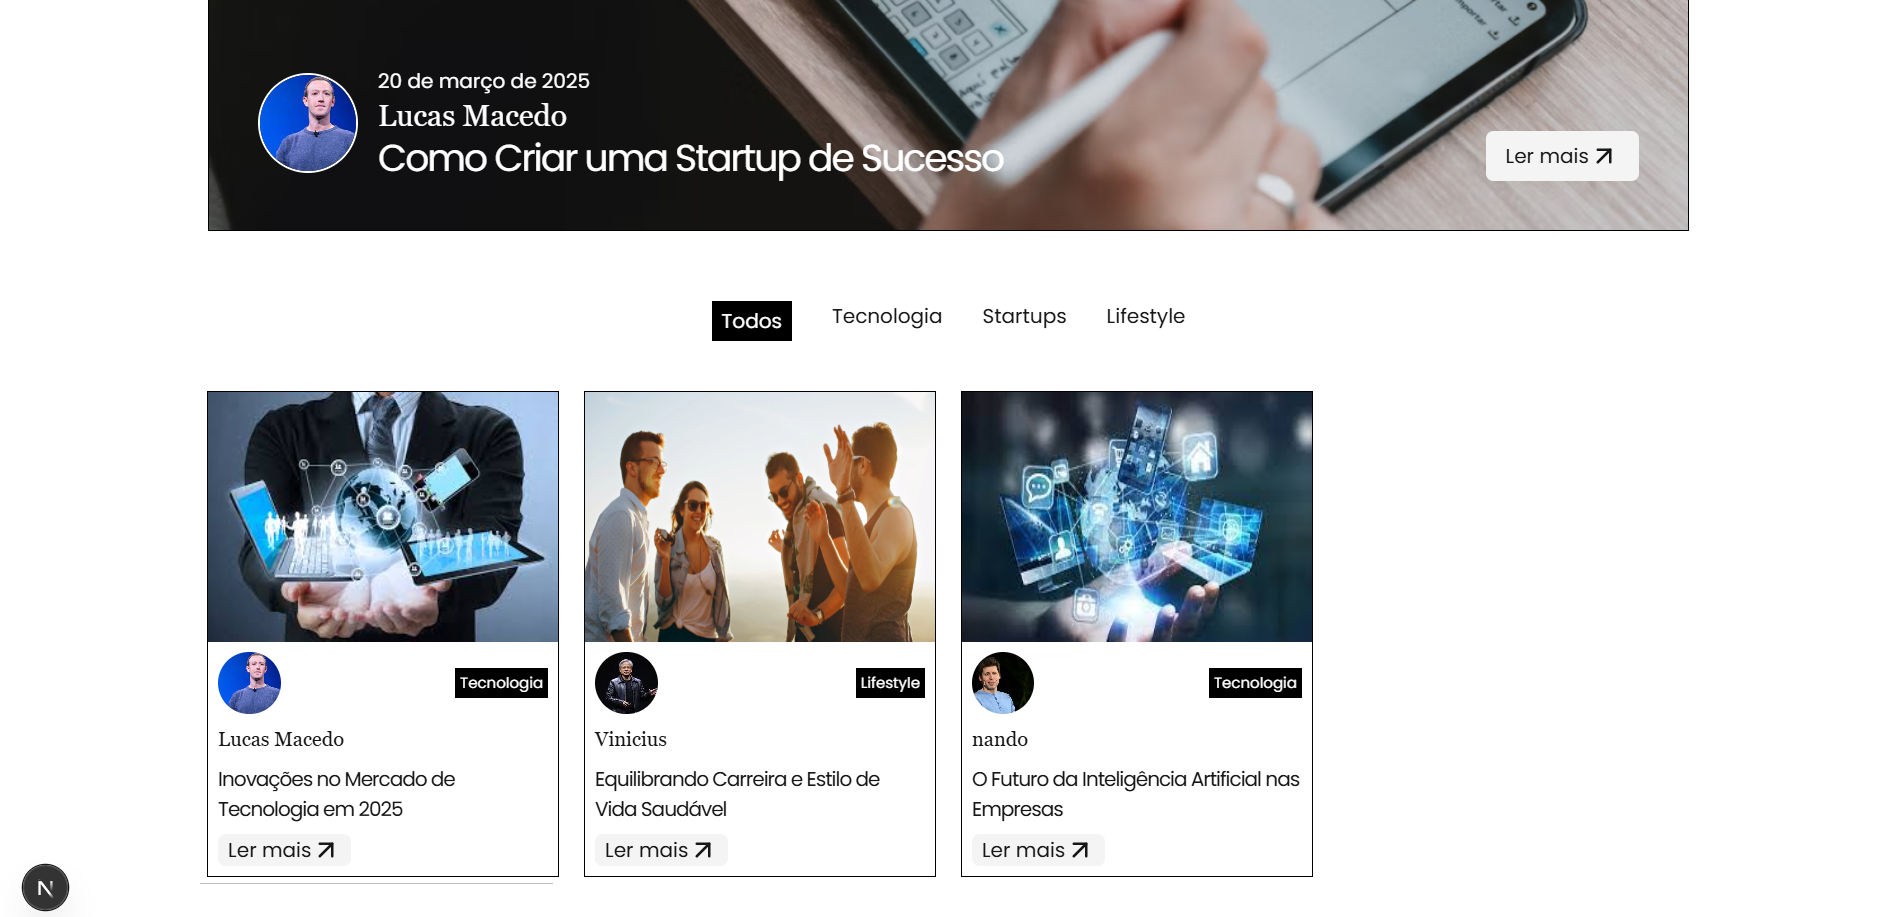 20 de março de 2025
Lucas Macedo
Como Criar uma Startup de Sucesso
Ler mais
Todos
Tecnologia
Startups
Lifestyle
Tecnologia
Lucas Macedo
Inovações no Mercado de
Tecnologia em 2025
Ler mais
Lifestyle
Vinicius
Equilibrando Carreira e Estilo de
Vida Saudável
Ler mais
Tecnologia
nando
O Futuro da Inteligência Artificial nas
Empresas
Ler mais
N